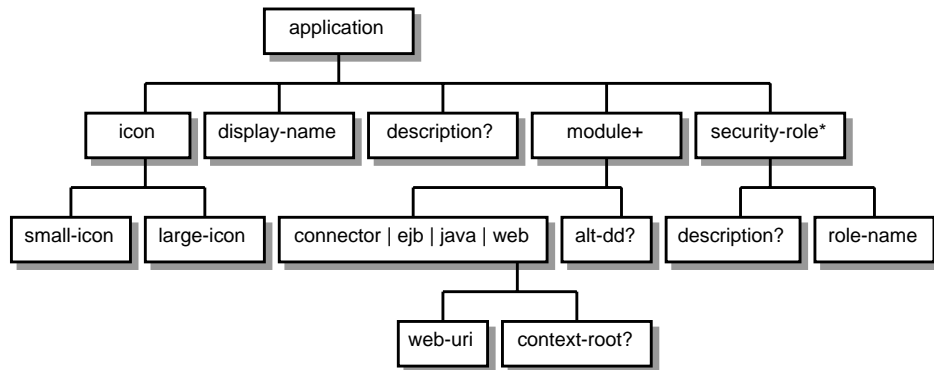 application
icon
display-name
description?
module+
security-role*
small-icon
large-icon
connector | ejb | java | web
alt-dd?
description?
role-name
web-uri
context-root?